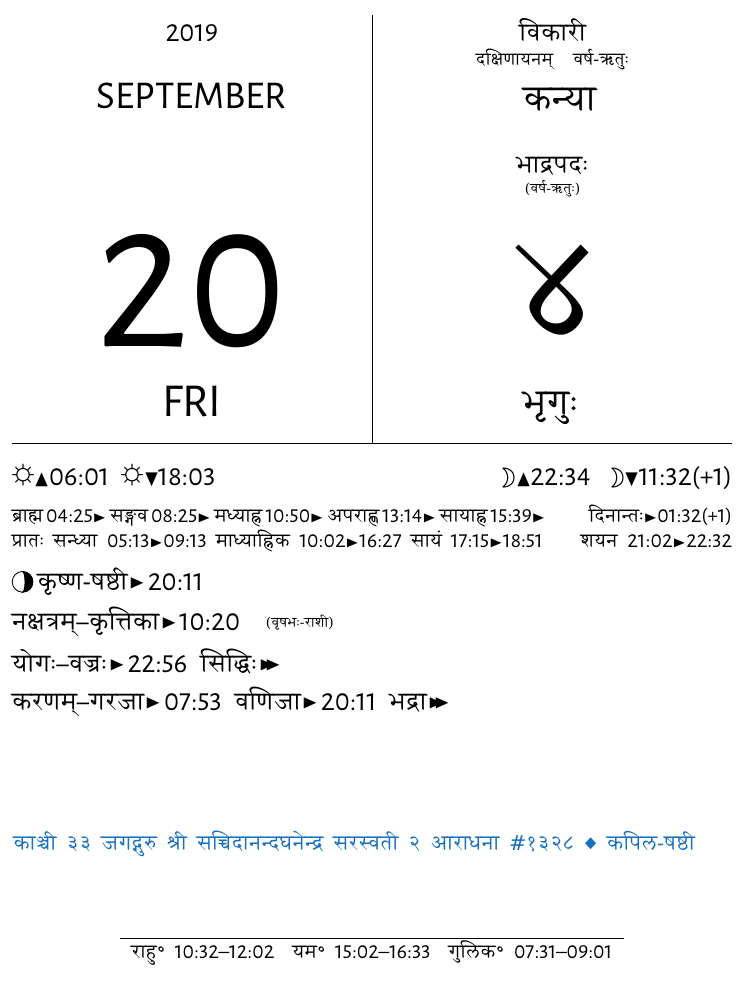 2019
SEPTEMBER
20
FRI
विकारी
दक्षिणायनम् वर्ष-ऋतुः
कन्या
भाद्रपदः
(वर्ष-ऋतुः)
४
भृगुः
☼▲06:01 ☼▼18:03 ☽▲22:34 ☽▼11:32(+1)
ब्राह्म 04:25► सङ्गव 08:25► मध्याह्न 10:50► अपराह्ण 13:14► सायाह्न 15:39► दिनान्तः►01:32(+1)
प्रातः सन्ध्या 05:13►09:13 माध्याह्निक 10:02►16:27 सायं 17:15►18:51 शयन 21:02►22:32
कृष्ण-षष्ठी► 20:11
नक्षत्रम्–कृत्तिका►10:20 (वृषभः-राशी)
योगः–वज्रः► 22:56 सिद्धिः►►
करणम्–गरजा► 07:53 वणिजा► 20:11 भद्रा►►
काञ्ची ३३ जगद्गुरु श्री सच्चिदानन्दघनेन्द्र सरस्वती २ आराधना #१३२८ ◆ कपिल-षष्ठी
राहु° 10:32–12:02 यम° 15:02–16:33 गुलिक° 07:31–09:01